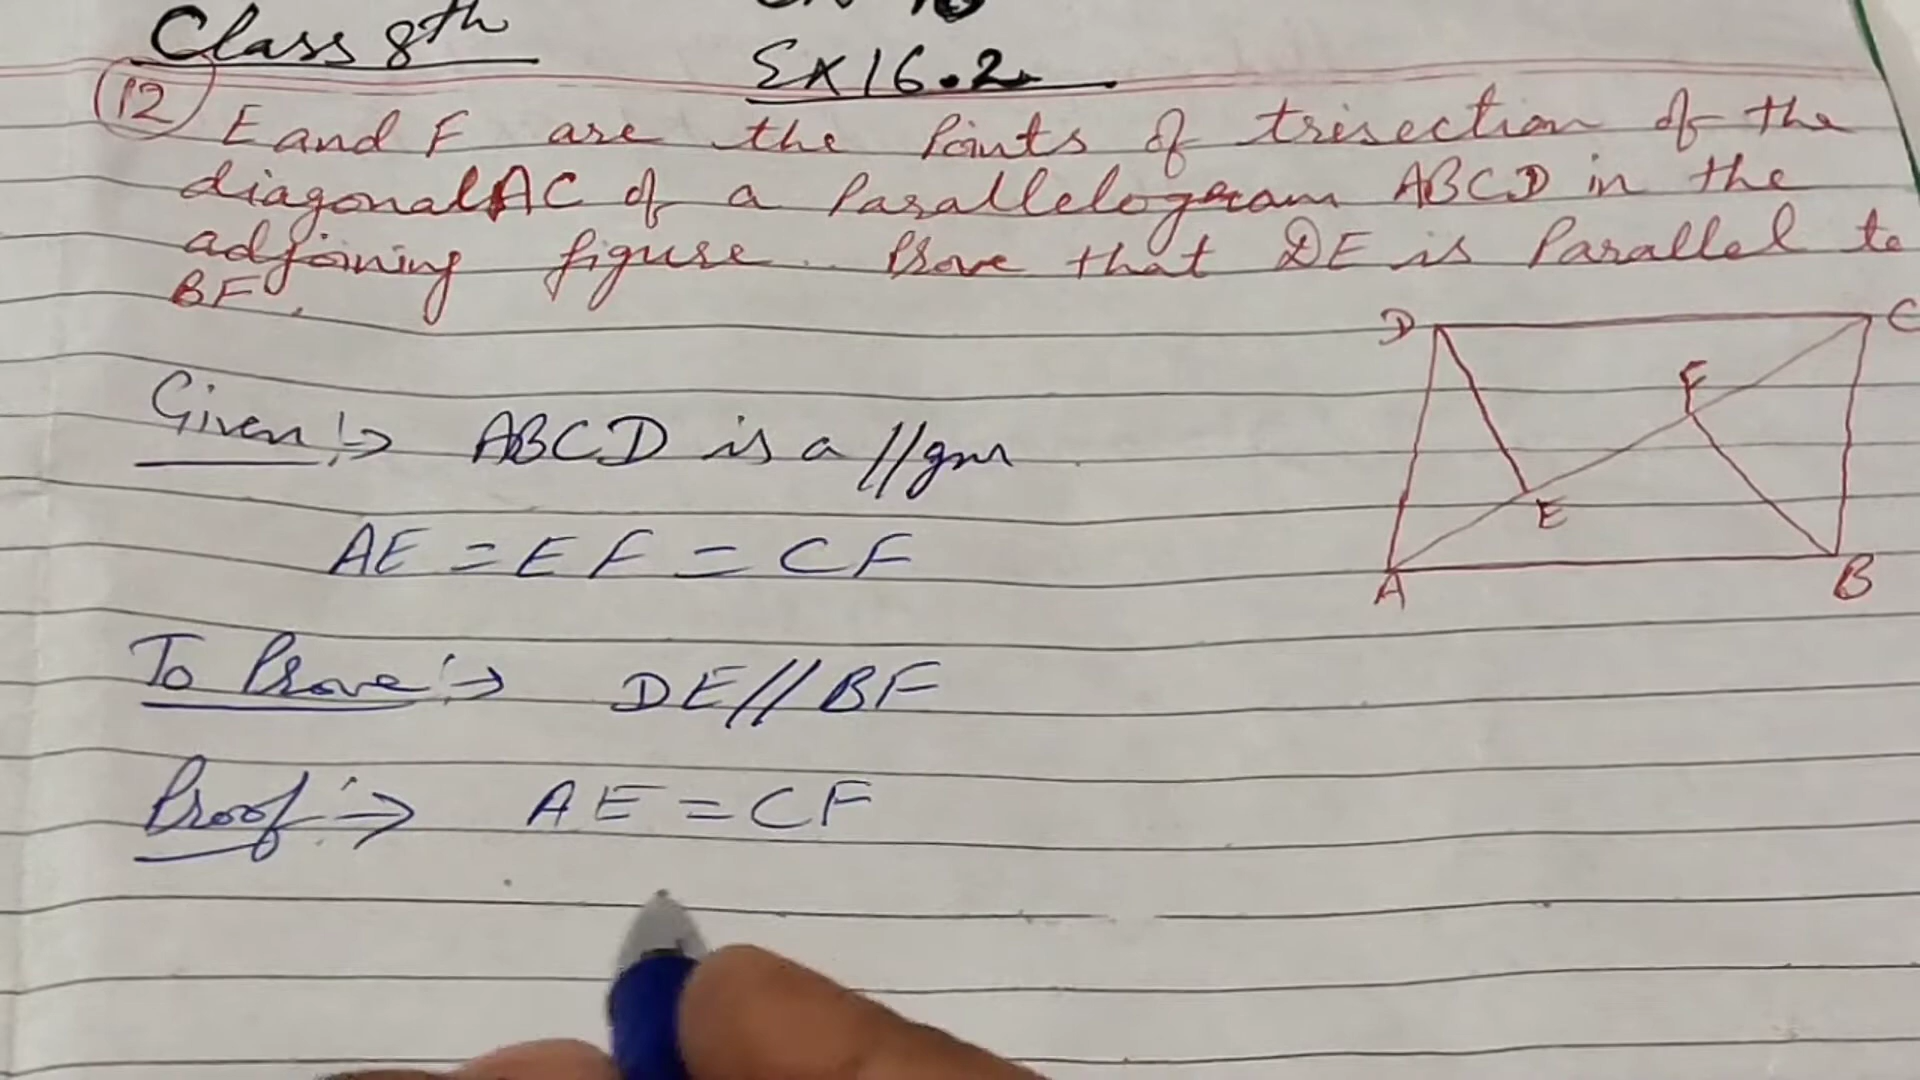 Class 8th
Ex 16.2
12 E and F are the Points of trisection of the
diagonal AC of a Parallelogram ABCD in the
adjoining figure. Prove that DE is Parallel to
BF.
D C
F
E
A B
Given :→ ABCD is a //gm
AE = EF = CF
To Prove :→ DE//BF
Proof :→ AE = CF